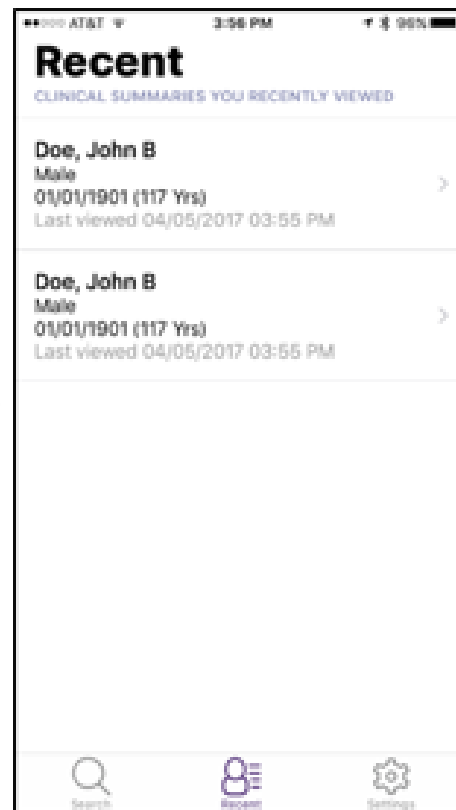 AT&T 3:56 PM 96%
Recent
CLINICAL SUMMARIES YOU RECENTLY VIEWED
Doe, John B
Male
01/01/1901 (117 Yrs)
Last viewed 04/05/2017 03:55 PM
Doe, John B
Male
01/01/1901 (117 Yrs)
Last viewed 04/05/2017 03:55 PM
Search Recent Settings